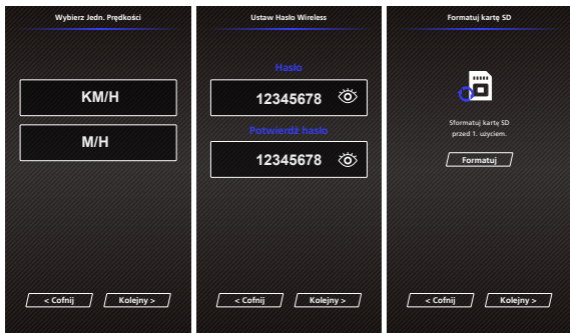 Wybierz Jedn. Prędkości
KM/H
M/H
< Cofnij
Kolejny >
Ustaw Hasło Wireless
Hasło
12345678
Potwierdź hasło
12345678
< Cofnij
Kolejny >
Formatuj kartę SD
Sformatuj kartę SD
przed 1. użyciem.
Formatuj
< Cofnij
Kolejny >